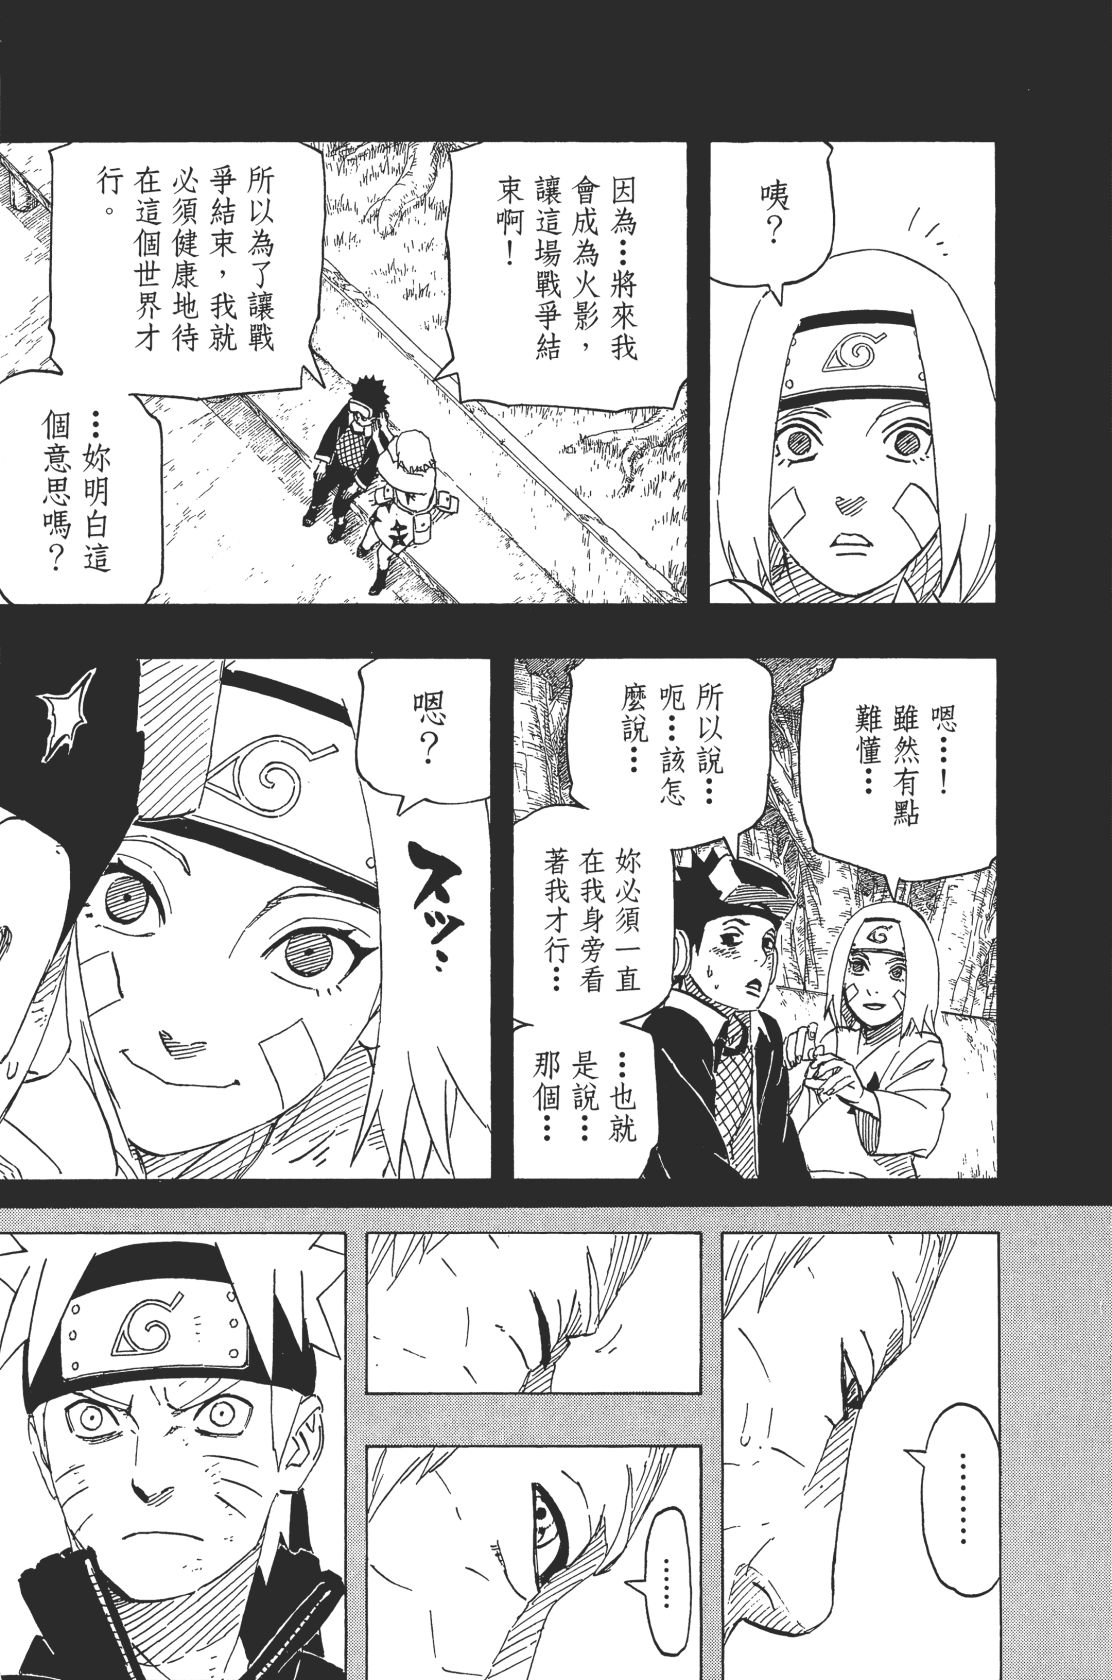 咦？
因為…將來我
會成為火影，
讓這場戰爭結
束啊！
所以為了讓戰
爭結束，我就
必須健康地待
在這個世界才
行。
…妳明白這
個意思嗎？
嗯…！
雖然有點
難懂…
所以說…
呃…該怎
麼說…
妳必須一直
在我身旁看
著我才行…
…也就
是說…
那個…
嗯？
スッ…
………
……